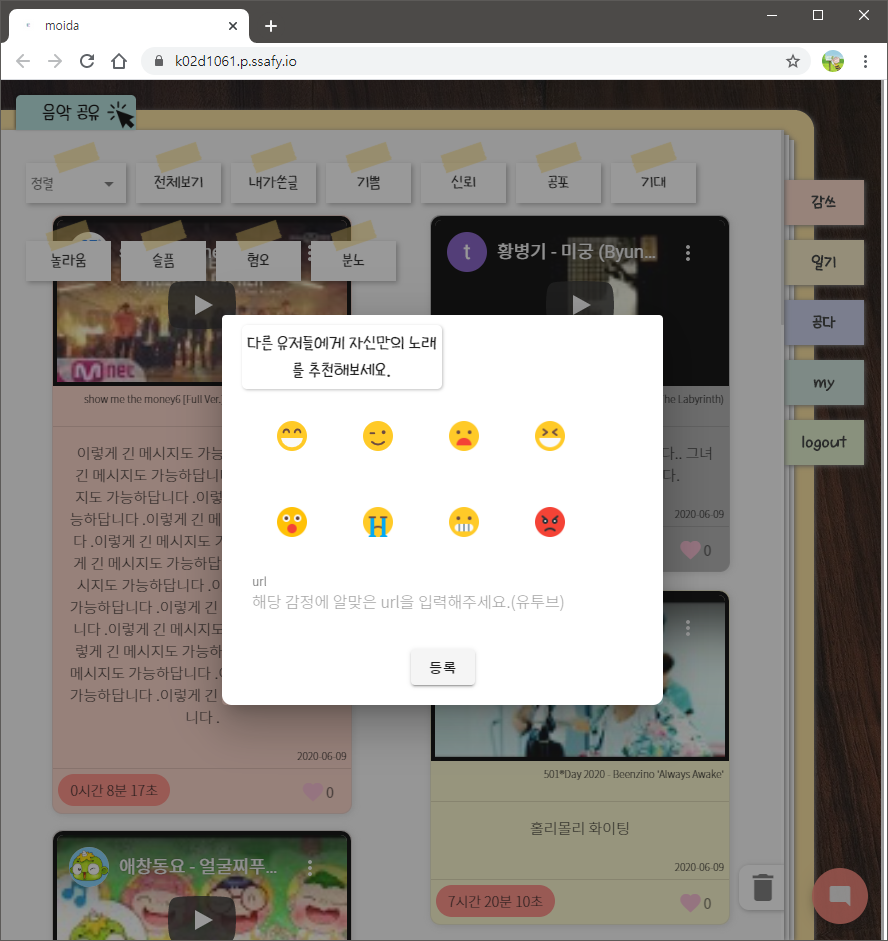 moida
k02d1061.p.ssafy.io
음악 공유
정렬
전체보기
내가쓴글
기쁨
신뢰
공포
기대
놀라움
슬픔
혐오
분노
감쓰
일기
공다
my
logout
t
황병기 - 미궁 (Byun...
다른 유저들에게 자신만의 노래
를 추천해보세요.
url
해당 감정에 알맞은 url을 입력해주세요.(유투브)
등록
show me the money6 [Full Ver.
he Labyrinth)
이렇게 긴 메시지도 가능
긴 메시지도 가능하답니
지도 가능하답니다 .이렇
능하답니다 .이렇게 긴 메
다 .이렇게 긴 메시지도
게 긴 메시지도 가능하
시지도 가능하답니다 .이
가능하답니다 .이렇게 긴
니다 .이렇게 긴 메시지도
렇게 긴 메시지도 가능하
메시지도 가능하답니다
가능하답니다 .이렇게 긴
니다 .
2020-06-09
0시간 8분 17초
0
다.. 그녀
다.
2020-06-09
0
501®Day 2020 - Beenzino 'Always Awake'
홀리몰리 화이팅
2020-06-09
7시간 20분 10초
0
애창동요 - 얼굴찌푸...